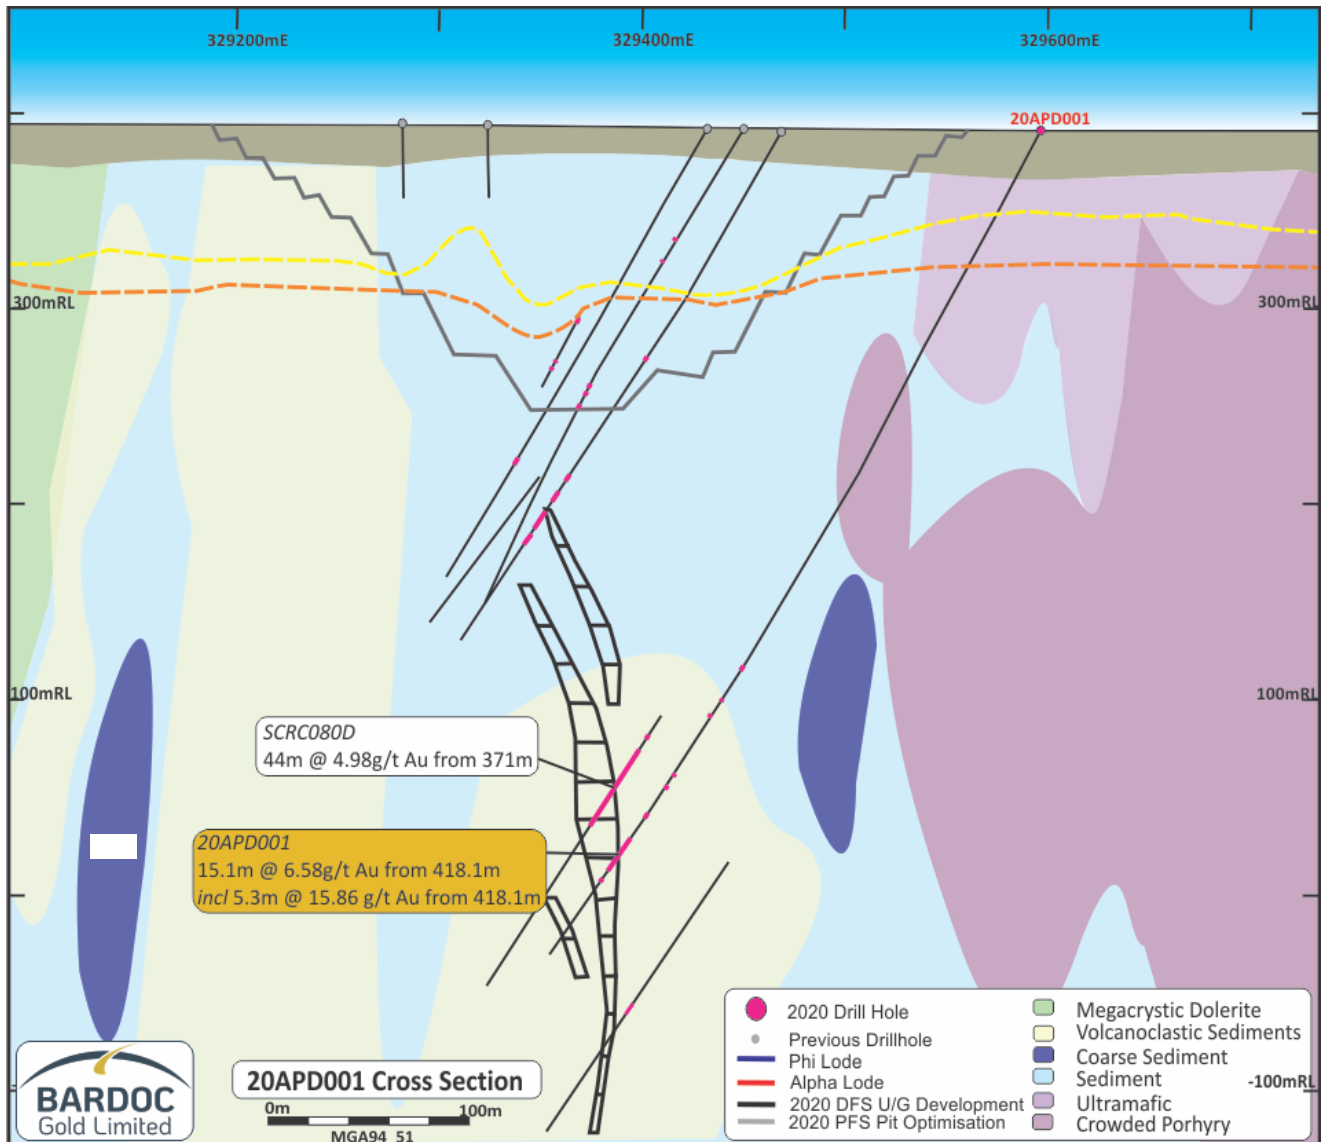 329200mE
329400mE
329600mE
20APD001
300mRL
300mRL
100mRL
100mRL
SCRC080D
44m @ 4.98g/t Au from 371m
20APD001
15.1m @ 6.58g/t Au from 418.1m
incl 5.3m @ 15.86 g/t Au from 418.1m
2020 Drill Hole
Previous Drillhole
Phi Lode
Alpha Lode
2020 DFS U/G Development
2020 PFS Pit Optimisation
Megacrystic Dolerite
Volcanoclastic Sediments
Coarse Sediment
Sediment
Ultramafic
Crowded Porhyry
-100mRL
BARDOC
Gold Limited
20APD001 Cross Section
0m 100m
MGA94_51